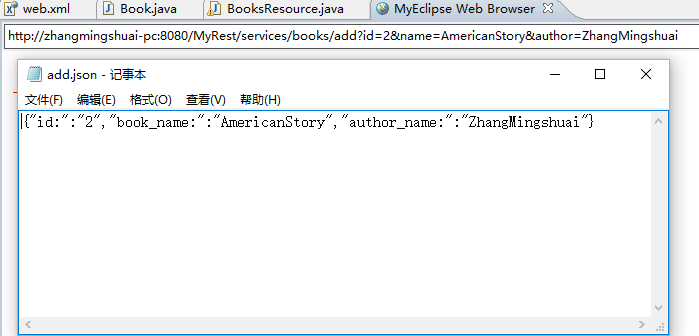 web.xml Book.java BooksResource.java MyEclipse Web Browser
http://zhangmingshuai-pc:8080/MyRest/services/books/add?id=2&name=AmericanStory&author=ZhangMingshuai
add.json - 记事本
文件(F) 编辑(E) 格式(O) 查看(V) 帮助(H)
{"id:":"2","book_name:":"AmericanStory","author_name:":"ZhangMingshuai"}